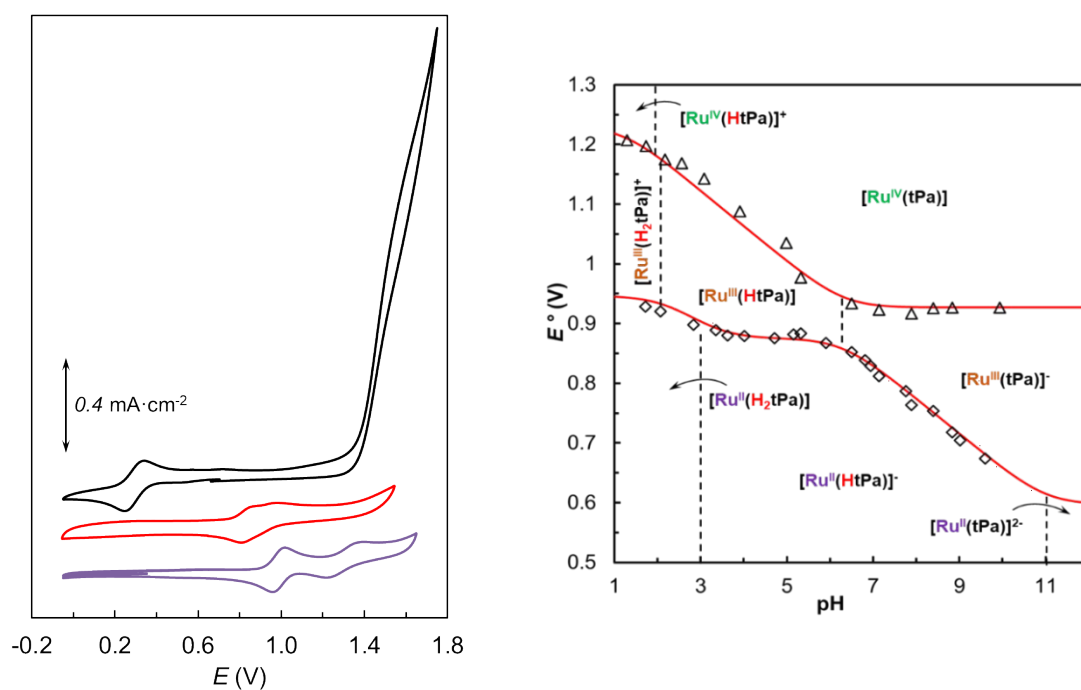 0.4 mA·cm-2
-0.2 0.2 0.6 1.0 1.4 1.8
E (V)
1.3
1.2
1.1
1
0.9
0.8
0.7
0.6
0.5
E ° (V)
[RuIV(HtPa)]+
[RuIV(tPa)]
[RuIII(H2tPa)]+
[RuIII(HtPa)]
[RuIII(tPa)]-
[RuII(H2tPa)]
[RuII(HtPa)]-
[RuII(tPa)]2-
1 3 5 7 9 11
pH